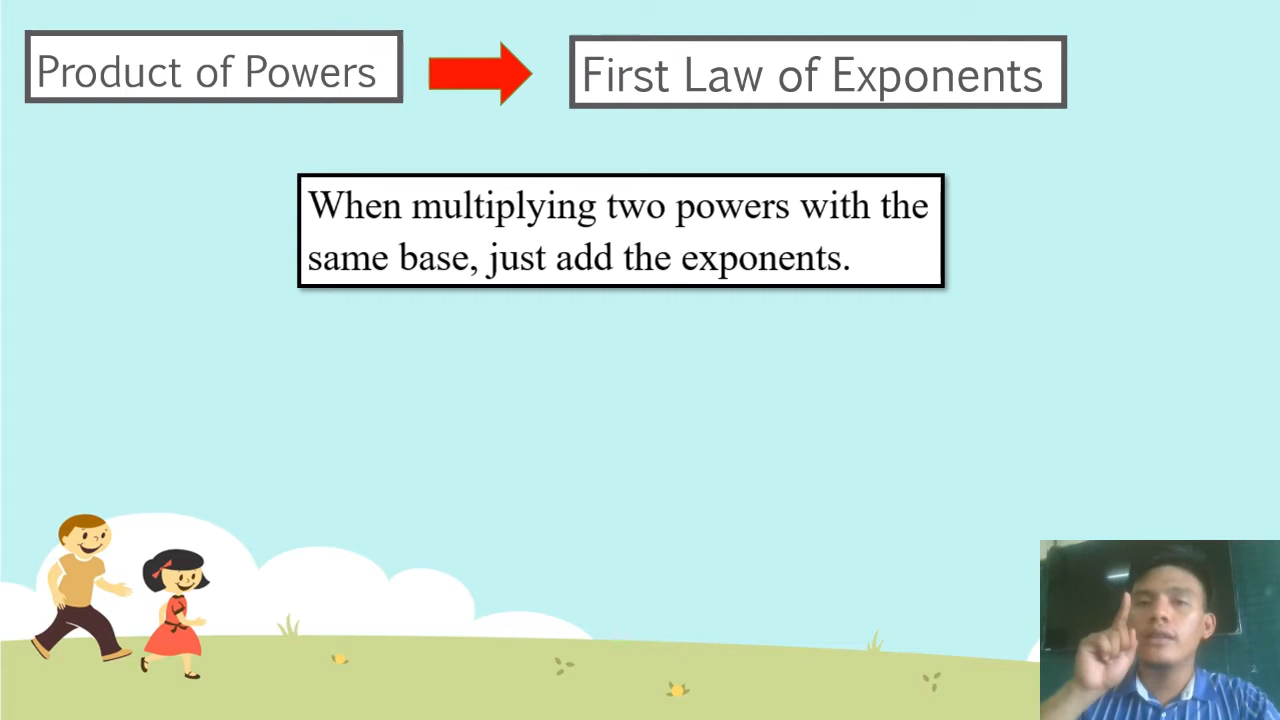 Product of Powers
First Law of Exponents
When multiplying two powers with the
same base, just add the exponents.